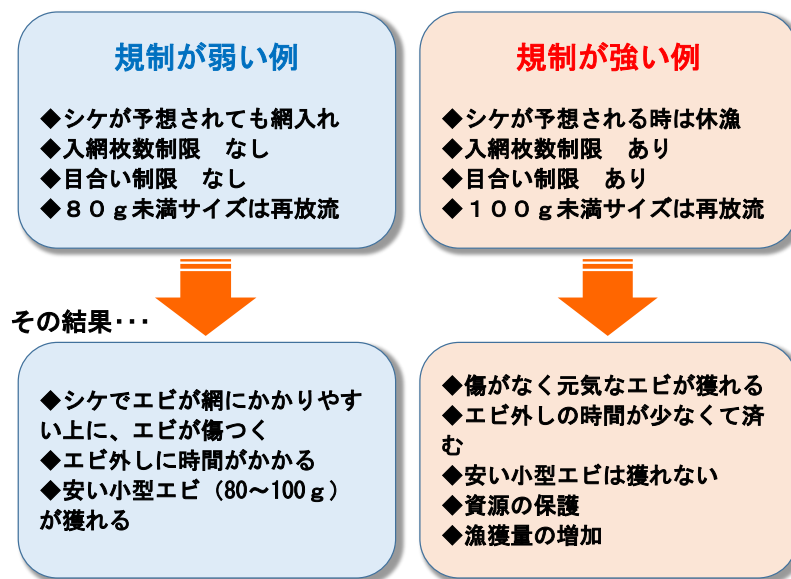 規制が弱い例
◆シケが予想されても網入れ
◆入網枚数制限　なし
◆目合い制限　なし
◆８０ｇ未満サイズは再放流
規制が強い例
◆シケが予想される時は休漁
◆入網枚数制限　あり
◆目合い制限　あり
◆１００ｇ未満サイズは再放流
その結果･･･
◆シケでエビが網にかかりやす
い上に、エビが傷つく
◆エビ外しに時間がかかる
◆安い小型エビ（80～100ｇ）
が獲れる
◆傷がなく元気なエビが獲れる
◆エビ外しの時間が少なくて済
む
◆安い小型エビは獲れない
◆資源の保護
◆漁獲量の増加